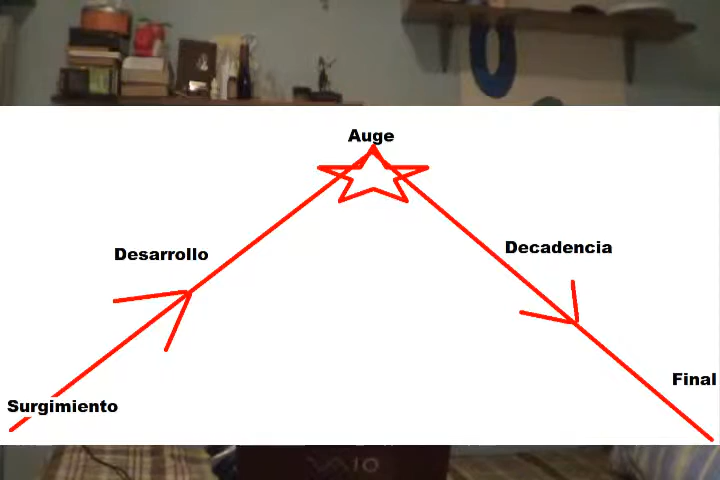 Auge
Desarrollo
Decadencia
Final
Surgimiento
VAIO